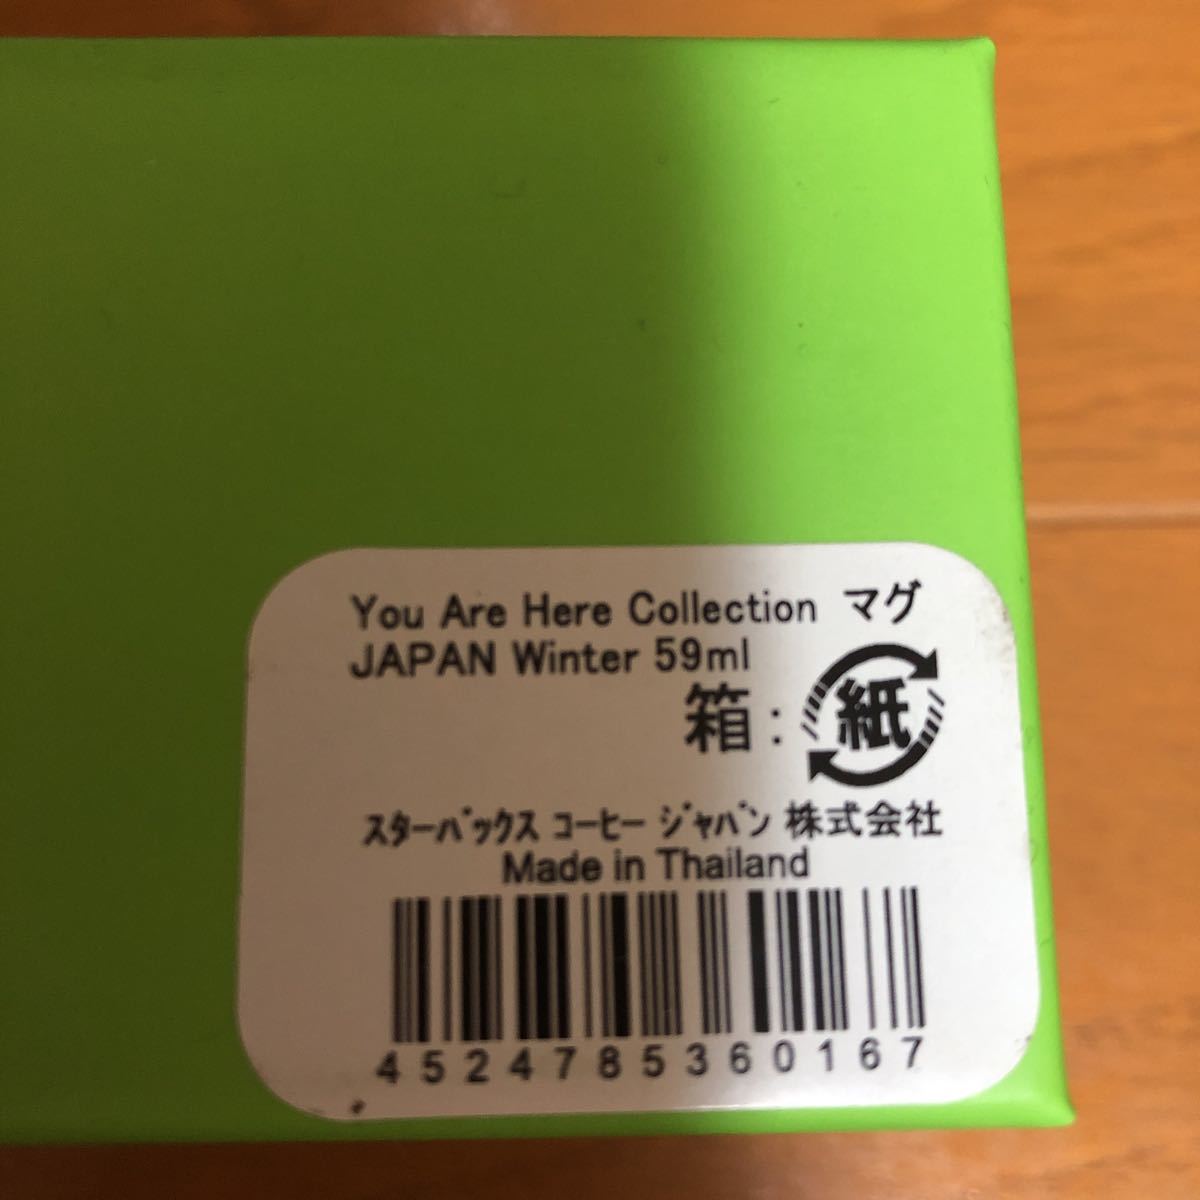 You Are Here Collection マグ
JAPAN Winter 59ml
箱: 紙
ｽﾀｰﾊﾞｯｸｽ ｺｰﾋｰ ｼﾞｬﾊﾟﾝ 株式会社
Made in Thailand
4524785360167